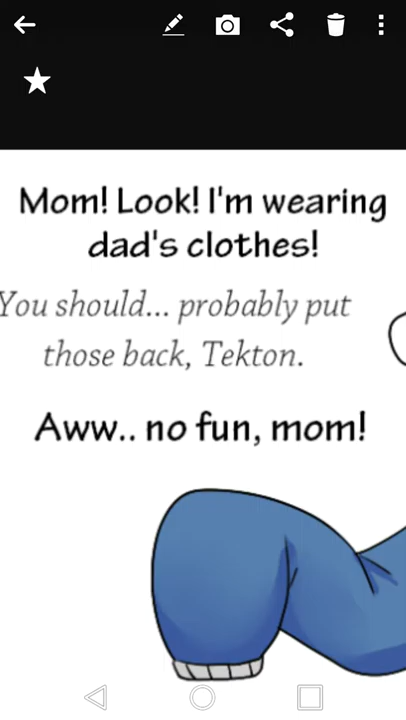 Mom! Look! I'm wearing
dad's clothes!
You should... probably put
those back, Tekton.
Aww.. no fun, mom!